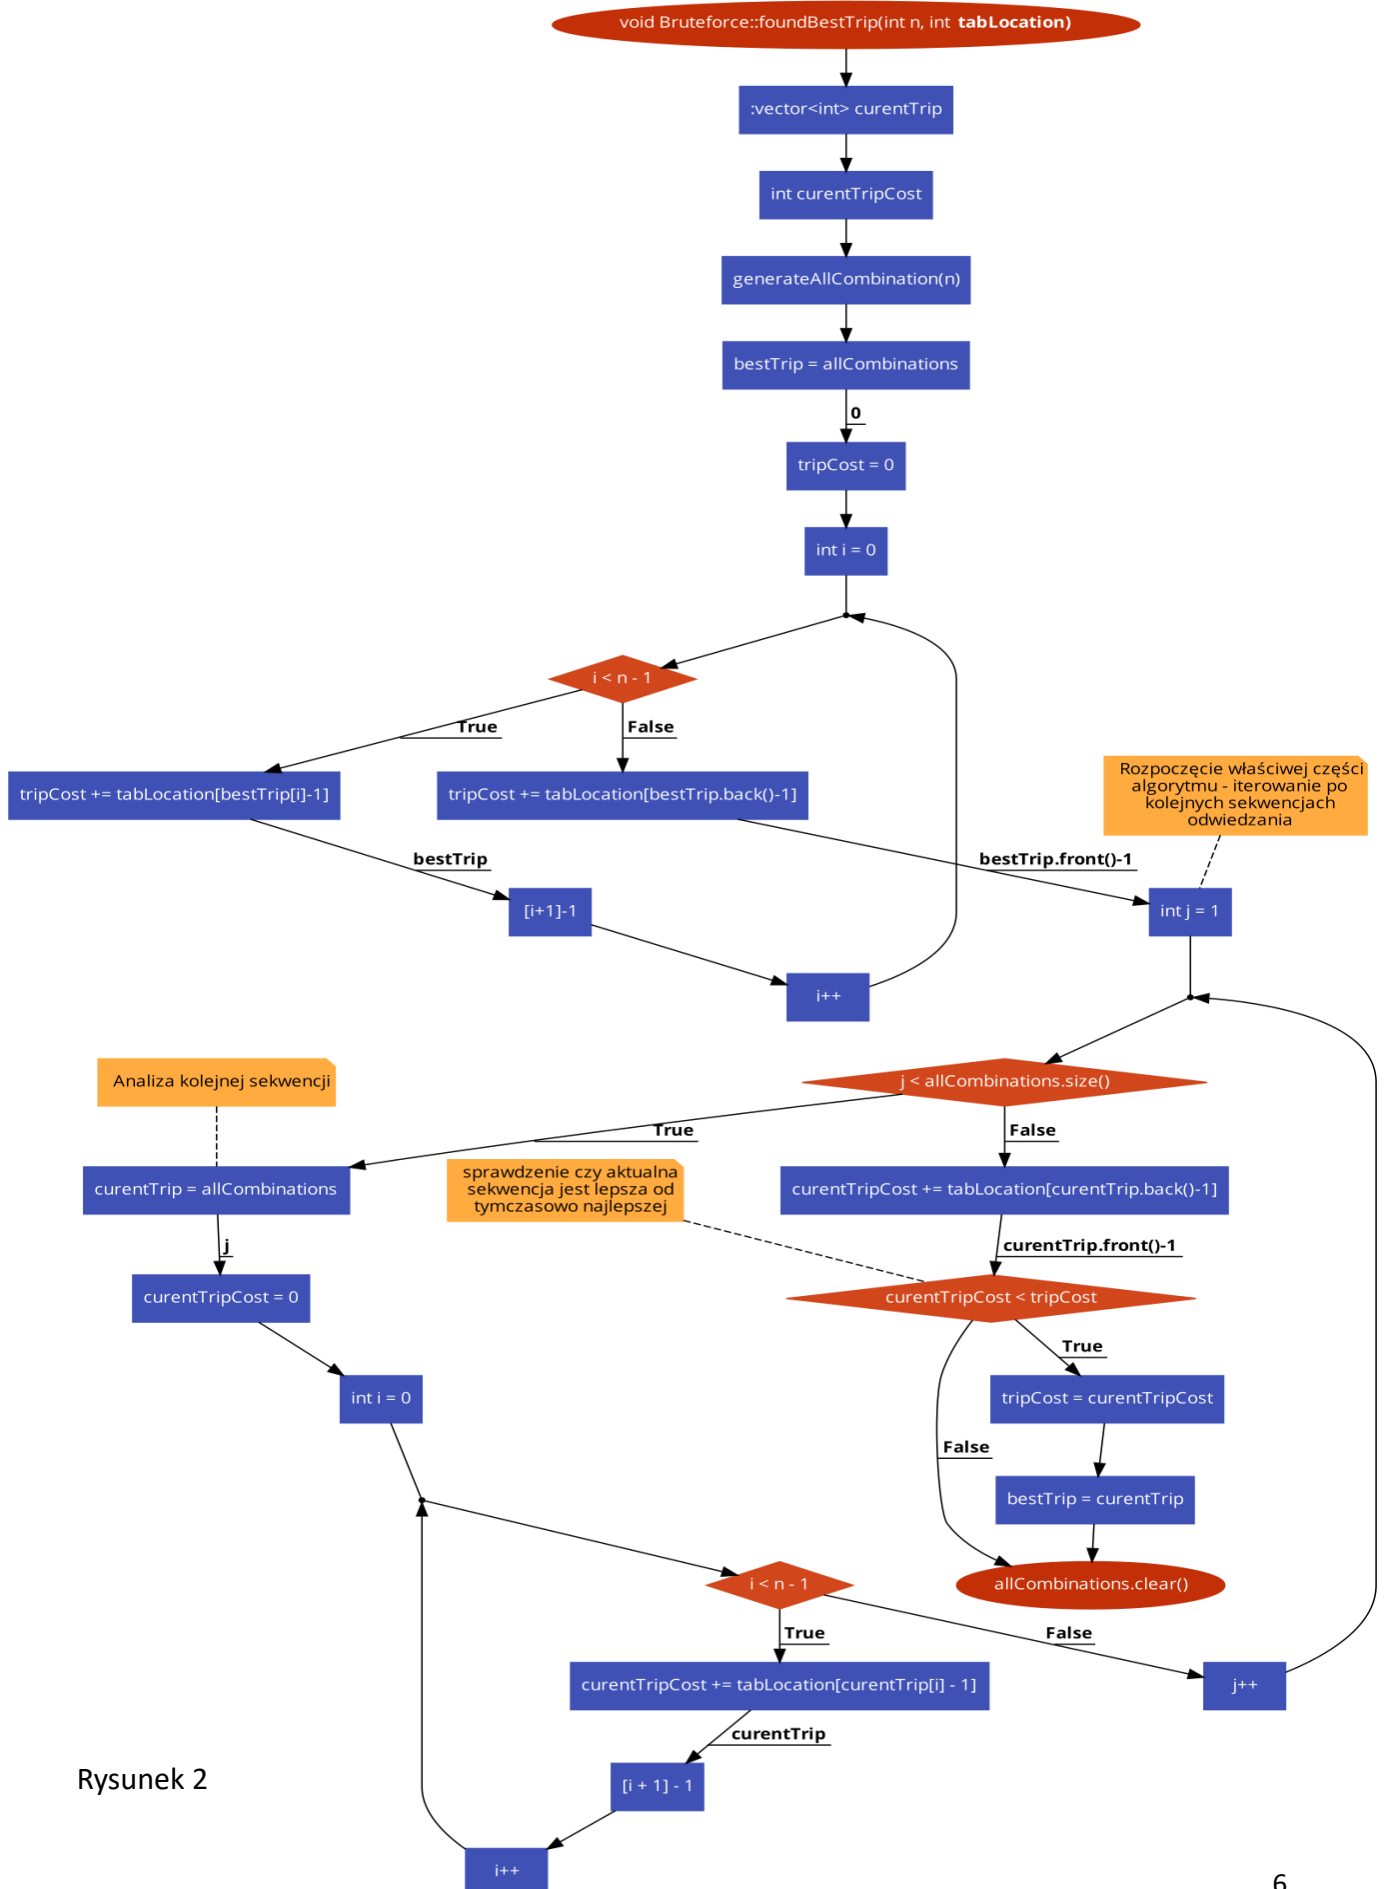 void Bruteforce::foundBestTrip(int n, int tabLocation)
:vector<int> curentTrip
int curentTripCost
generateAllCombination(n)
bestTrip = allCombinations
0
tripCost = 0
int i = 0
i < n - 1
True
False
tripCost += tabLocation[bestTrip[i]-1]
tripCost += tabLocation[bestTrip.back()-1]
Rozpoczęcie właściwej części
algorytmu - iterowanie po
kolejnych sekwencjach
odwiedzania
bestTrip
bestTrip.front()-1
[i+1]-1
int j = 1
i++
Analiza kolejnej sekwencji
j < allCombinations.size()
True
False
curentTrip = allCombinations
sprawdzenie czy aktualna
sekwencja jest lepsza od
tymczasowo najlepszej
curentTripCost += tabLocation[curentTrip.back()-1]
j
curentTrip.front()-1
curentTripCost = 0
curentTripCost < tripCost
True
int i = 0
tripCost = curentTripCost
False
bestTrip = curentTrip
i < n - 1
allCombinations.clear()
True
False
curentTripCost += tabLocation[curentTrip[i] - 1]
j++
curentTrip
Rysunek 2
[i + 1] - 1
i++
6